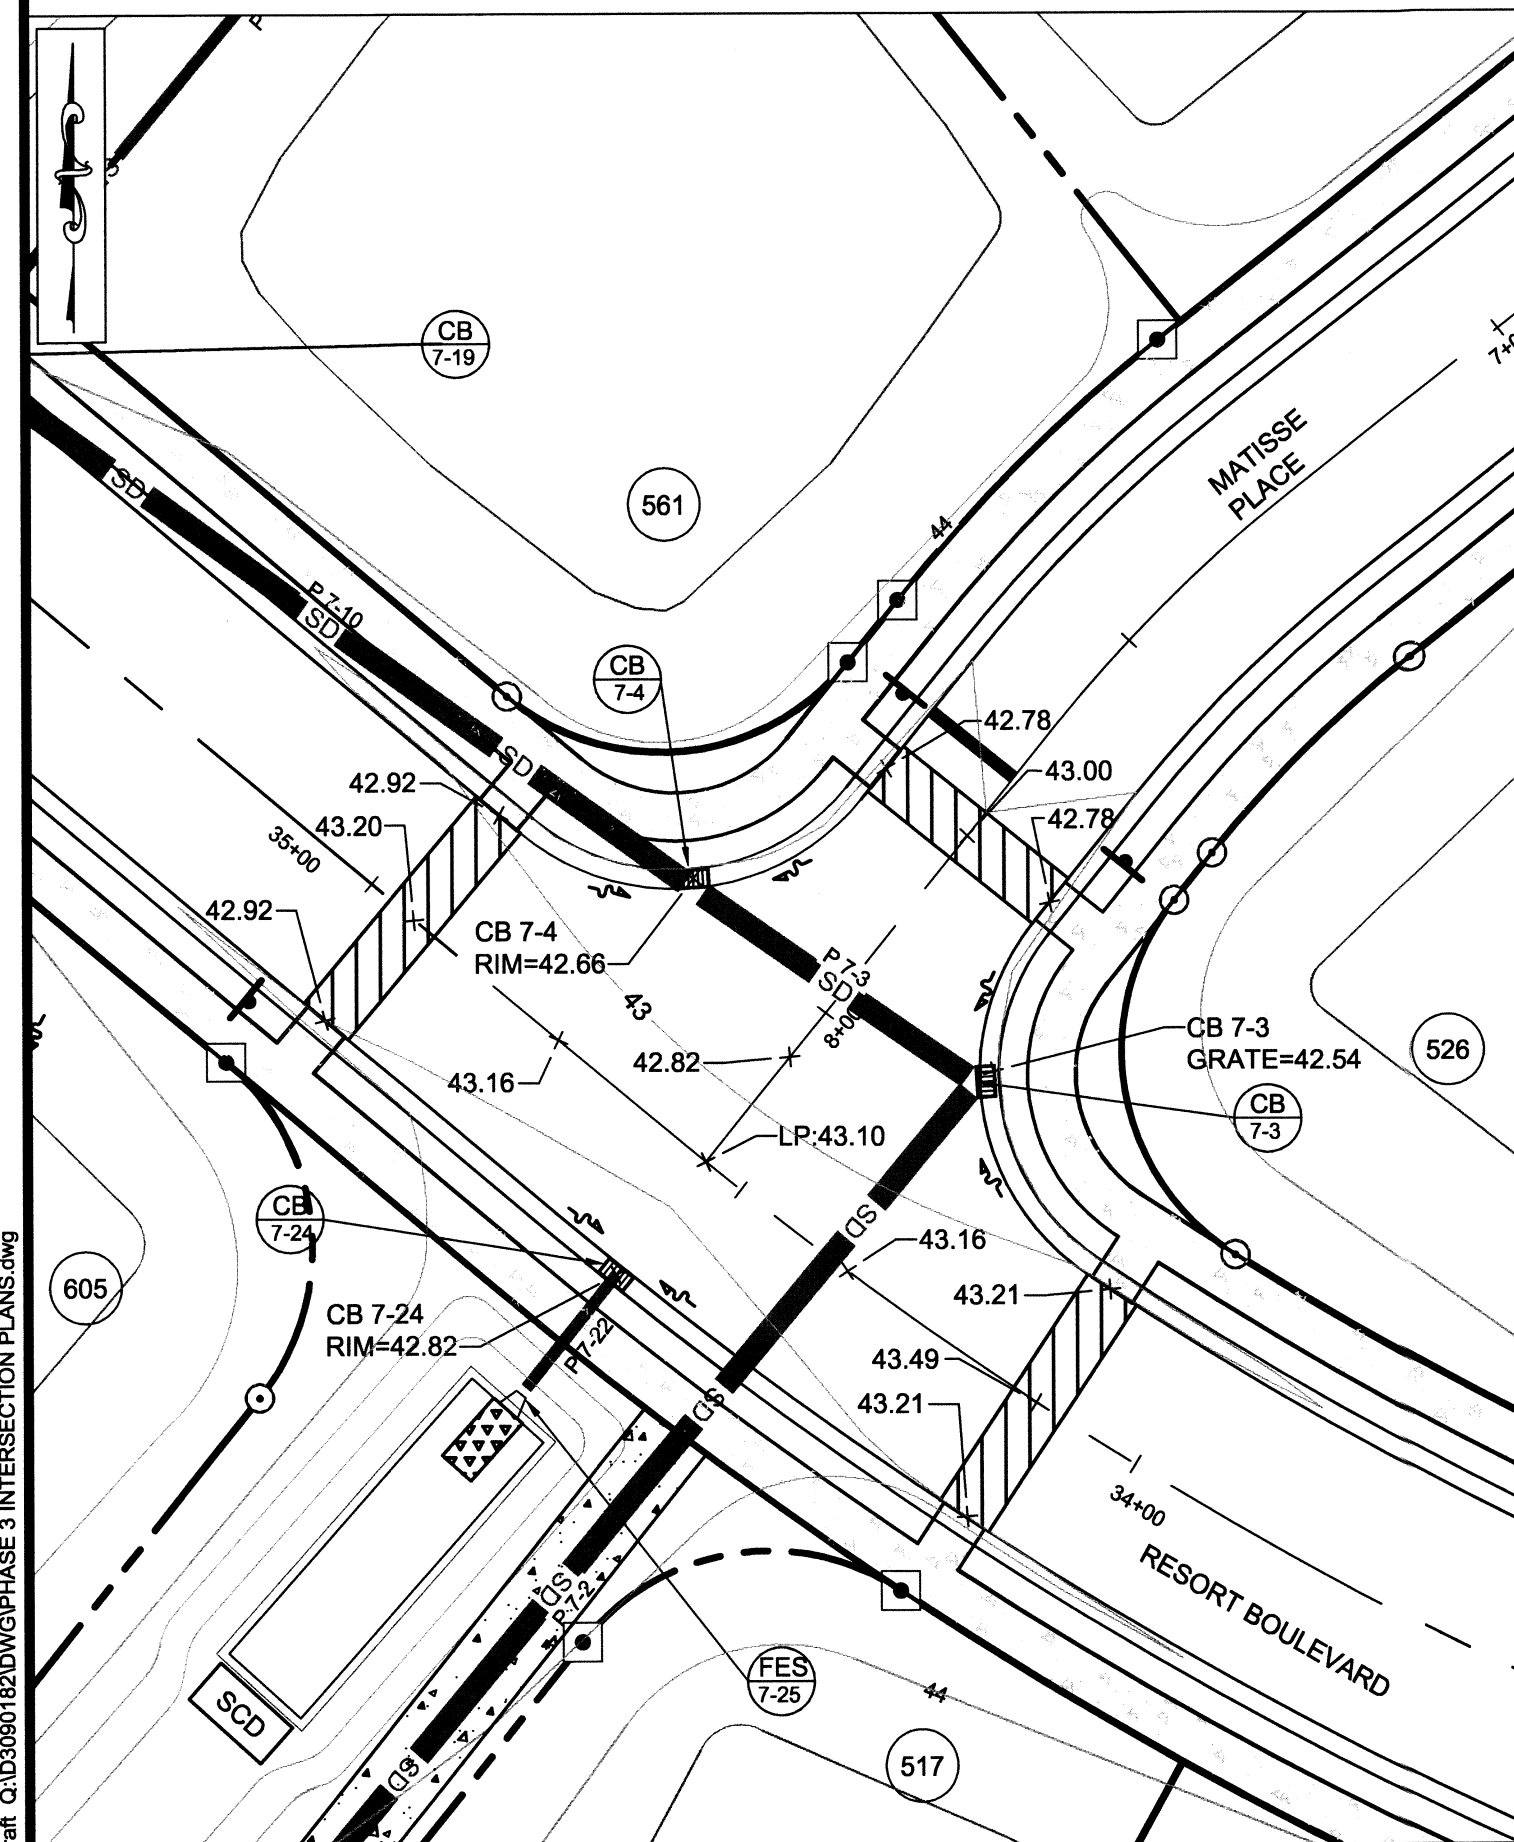 CB
7-19
561
MATISSE
PLACE
44
SD
P 7-10
SD
CB
7-4
42.78
43.00
42.78
SD
42.92
43.20
35+00
42.92
CB 7-4
RIM=42.66
P 7-3
SD
8+00
43
42.82
43.16
CB 7-3
GRATE=42.54
526
CB
7-3
LP:43.10
SD
43.16
CB
7-24
605
43.21
CB 7-24
RIM=42.82
P 7-22
43.49
43.21
SD
34+00
RESORT BOULEVARD
SD
P 7-2
FES
7-25
44
SCD
517
SD
raft Q:\D3090182\DWG\PHASE 3 INTERSECTION PLANS.dwg